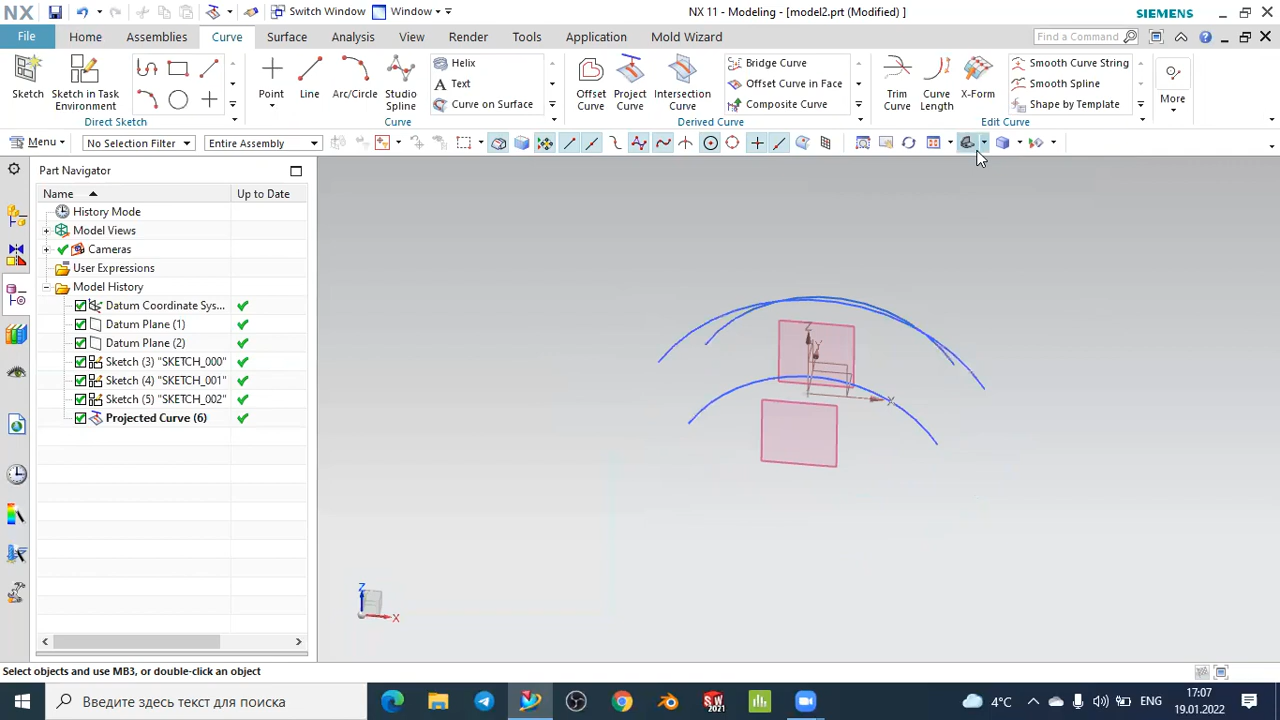 NX
Switch Window
Window
NX 11 - Modeling - [model2.prt (Modified) ]
SIEMENS
File
Home
Assemblies
Curve
Surface
Analysis
View
Render
Tools
Application
Mold Wizard
Find a Command
Sketch
Sketch in Task
Environment
Direct Sketch
Point
Line
Arc/Circle
Studio
Spline
Helix
Text
Curve on Surface
Curve
Offset
Curve
Project
Curve
Intersection
Curve
Bridge Curve
Offset Curve in Face
Composite Curve
Derived Curve
Trim
Curve
Curve
Length
X-Form
Smooth Curve String
Smooth Spline
Shape by Template
Edit Curve
More
Menu
No Selection Filter
Entire Assembly
Part Navigator
Name
Up to Date
History Mode
Model Views
Cameras
User Expressions
Model History
Datum Coordinate Sys...
Datum Plane (1)
Datum Plane (2)
Sketch (3) "SKETCH_000"
Sketch (4) "SKETCH_001"
Sketch (5) "SKETCH_002"
Projected Curve (6)
Z
Y
X
Z
X
Select objects and use MB3, or double-click an object
Введите здесь текст для поиска
SW
2021
4°C
ENG
17:07
19.01.2022